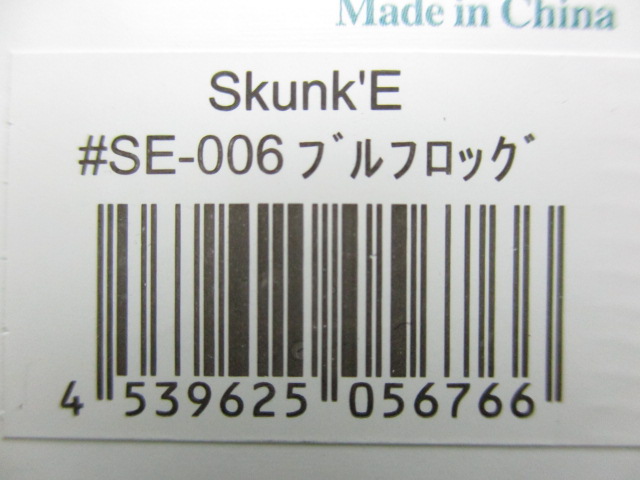 Made in China
Skunk'E
#SE-006 ﾌﾞﾙﾌﾛｯｸﾞ
4 539625 056766